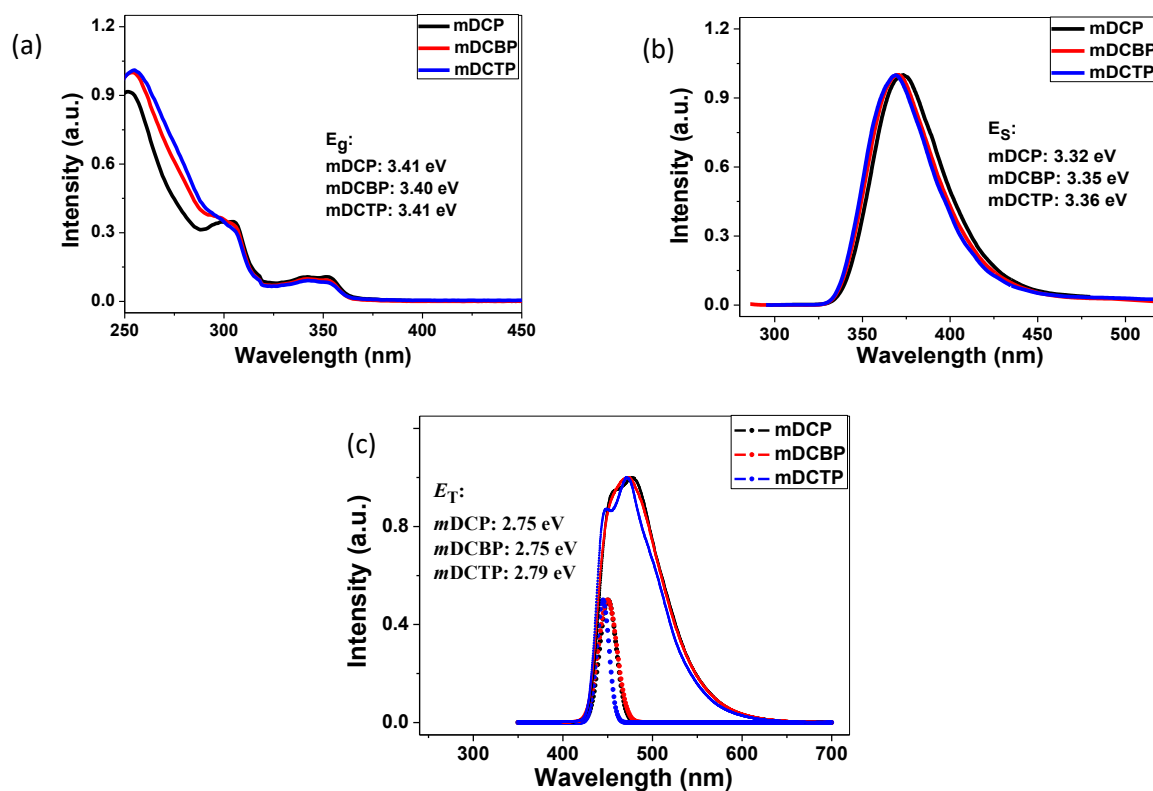 (a)
mDCP
mDCBP
mDCTP
1.2
0.9
0.6
0.3
0.0
Intensity (a.u.)
Eg:
mDCP: 3.41 eV
mDCBP: 3.40 eV
mDCTP: 3.41 eV
250 300 350 400 450
Wavelength (nm)
(b)
mDCP
mDCBP
mDCTP
1.2
0.9
0.6
0.3
0.0
Intensity (a.u.)
ES:
mDCP: 3.32 eV
mDCBP: 3.35 eV
mDCTP: 3.36 eV
300 350 400 450 500
Wavelength (nm)
(c)
mDCP
mDCBP
mDCTP
0.8
0.4
0.0
Intensity (a.u.)
ET:
mDCP: 2.75 eV
mDCBP: 2.75 eV
mDCTP: 2.79 eV
300 400 500 600 700
Wavelength (nm)